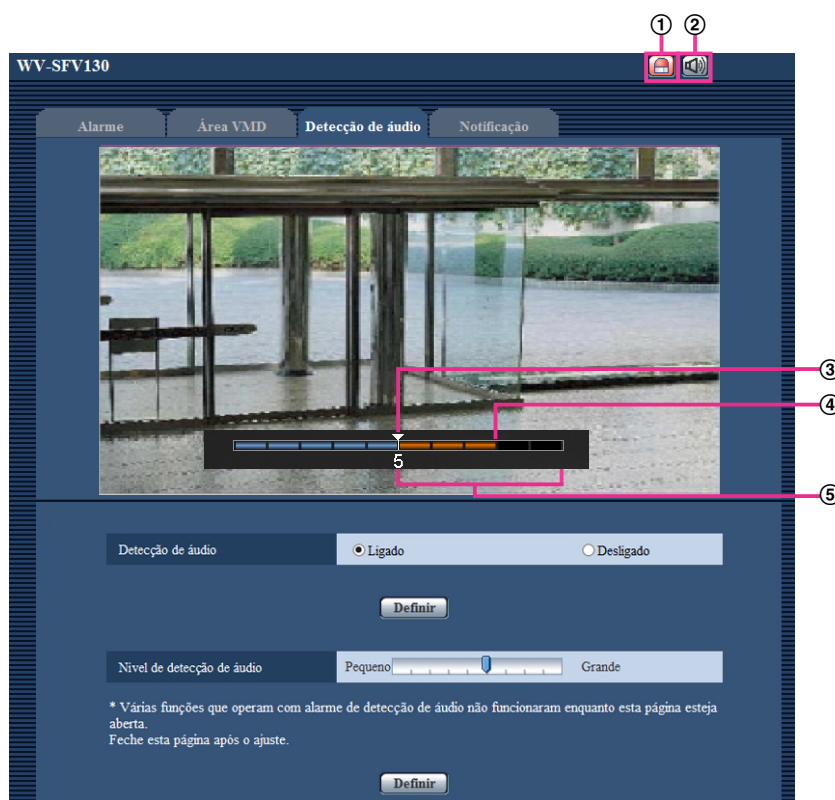 ① ②
WV-SFV130
Alarme Área VMD Detecção de áudio Notificação
③
④
5
⑤
Detecção de áudio Ligado Desligado
Definir
Nivel de detecção de áudio Pequeno Grande
* Várias funções que operam com alarme de detecção de áudio não funcionaram enquanto esta página esteja
aberta.
Feche esta página após o ajuste.
Definir